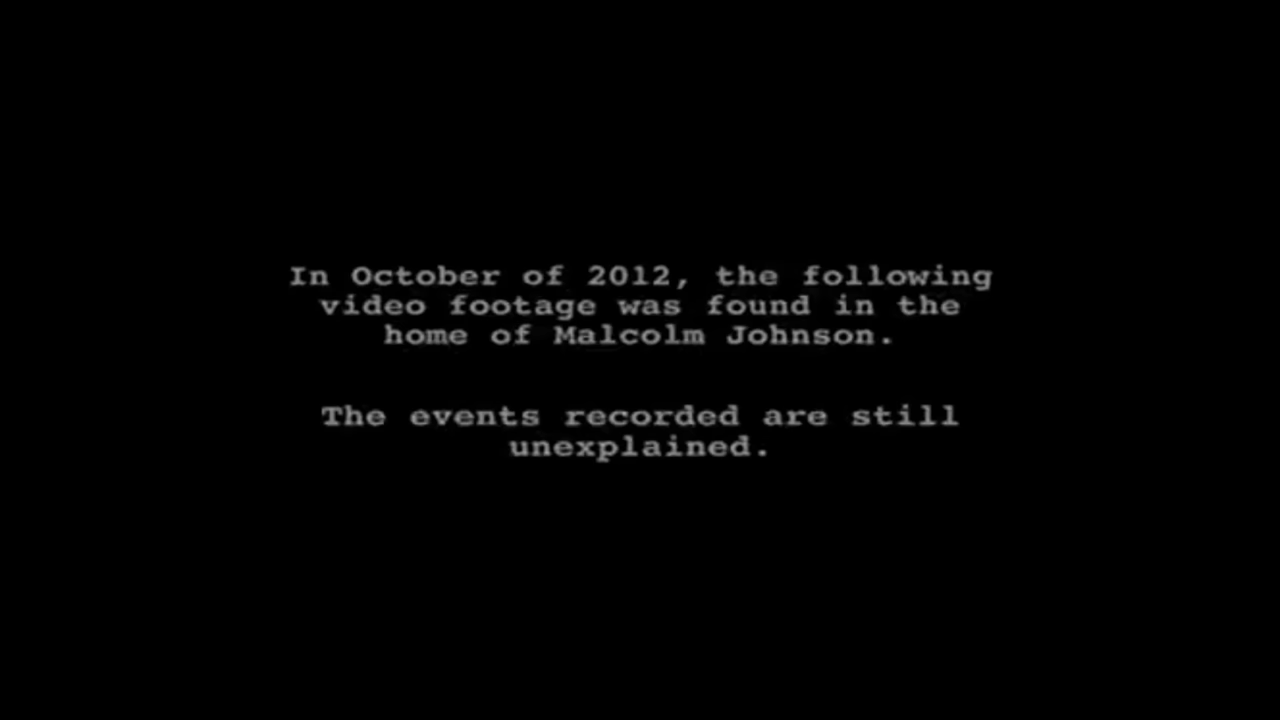 In October of 2012, the following
video footage was found in the
home of Malcolm Johnson.
The events recorded are still
unexplained.